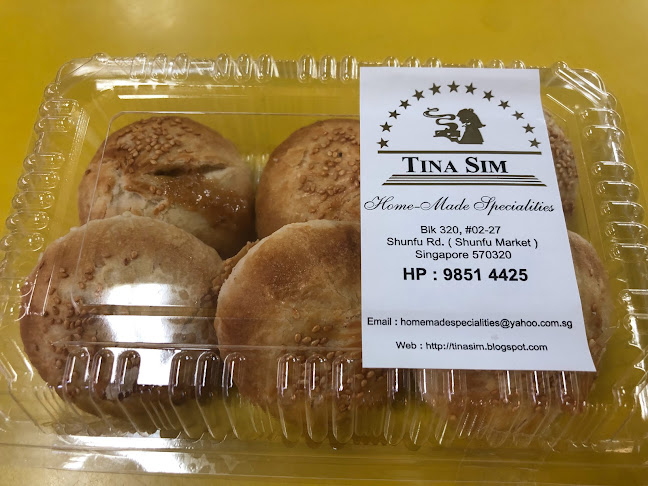 TINA SIM
Home-Made Specialities
Blk 320, #02-27
Shunfu Rd. ( Shunfu Market )
Singapore 570320
HP : 9851 4425
Email : homemadespecialities@yahoo.com.sg
Web : http://tinasim.blogspot.com